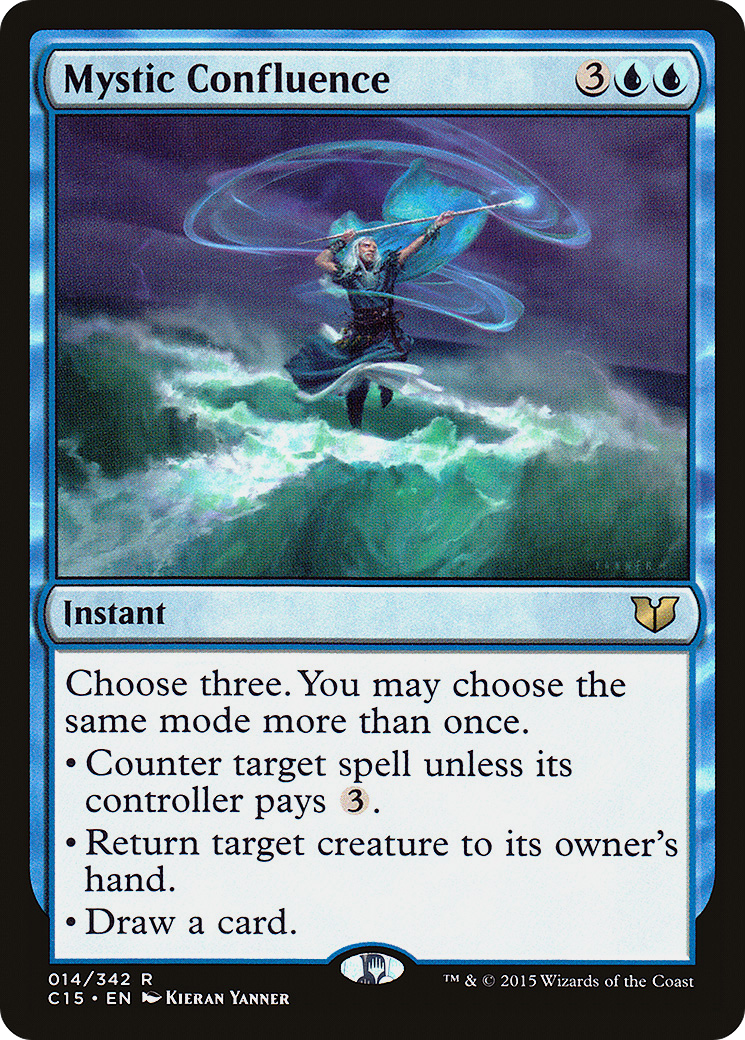 Mystic Confluence 3
Instant
Choose three. You may choose the
same mode more than once.
• Counter target spell unless its
controller pays 3.
• Return target creature to its owner's
hand.
• Draw a card.
014/342 R
C15 • EN Kieran Yanner
™ & © 2015 Wizards of the Coast